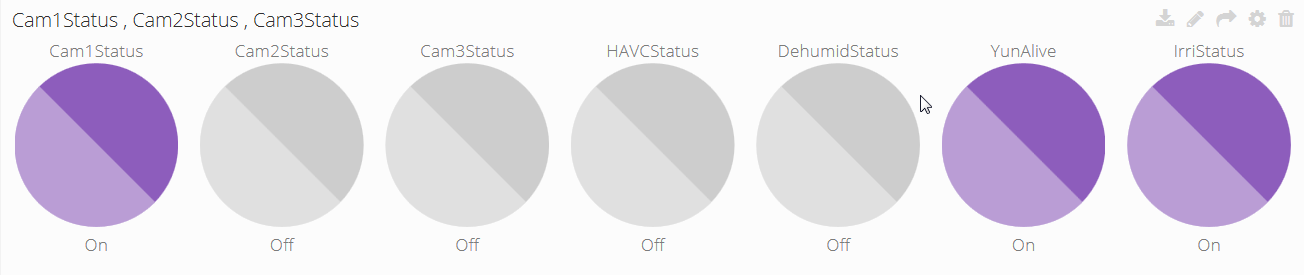 Cam1Status , Cam2Status , Cam3Status
Cam1Status Cam2Status Cam3Status HAVCStatus DehumidStatus YunAlive IrriStatus
On Off Off Off Off On On